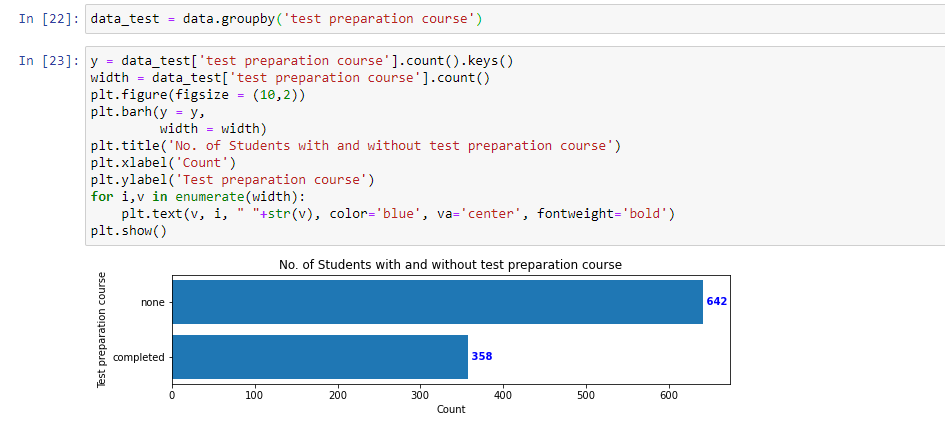 In [22]: data_test = data.groupby('test preparation course')
In [23]: y = data_test['test preparation course'].count().keys()
width = data_test['test preparation course'].count()
plt.figure(figsize = (10,2))
plt.barh(y = y,
         width = width)
plt.title('No. of Students with and without test preparation course')
plt.xlabel('Count')
plt.ylabel('Test preparation course')
for i,v in enumerate(width):
    plt.text(v, i, " "+str(v), color='blue', va='center', fontweight='bold')
plt.show()
No. of Students with and without test preparation course
Test preparation course
none
642
completed
358
0 100 200 300 400 500 600
Count